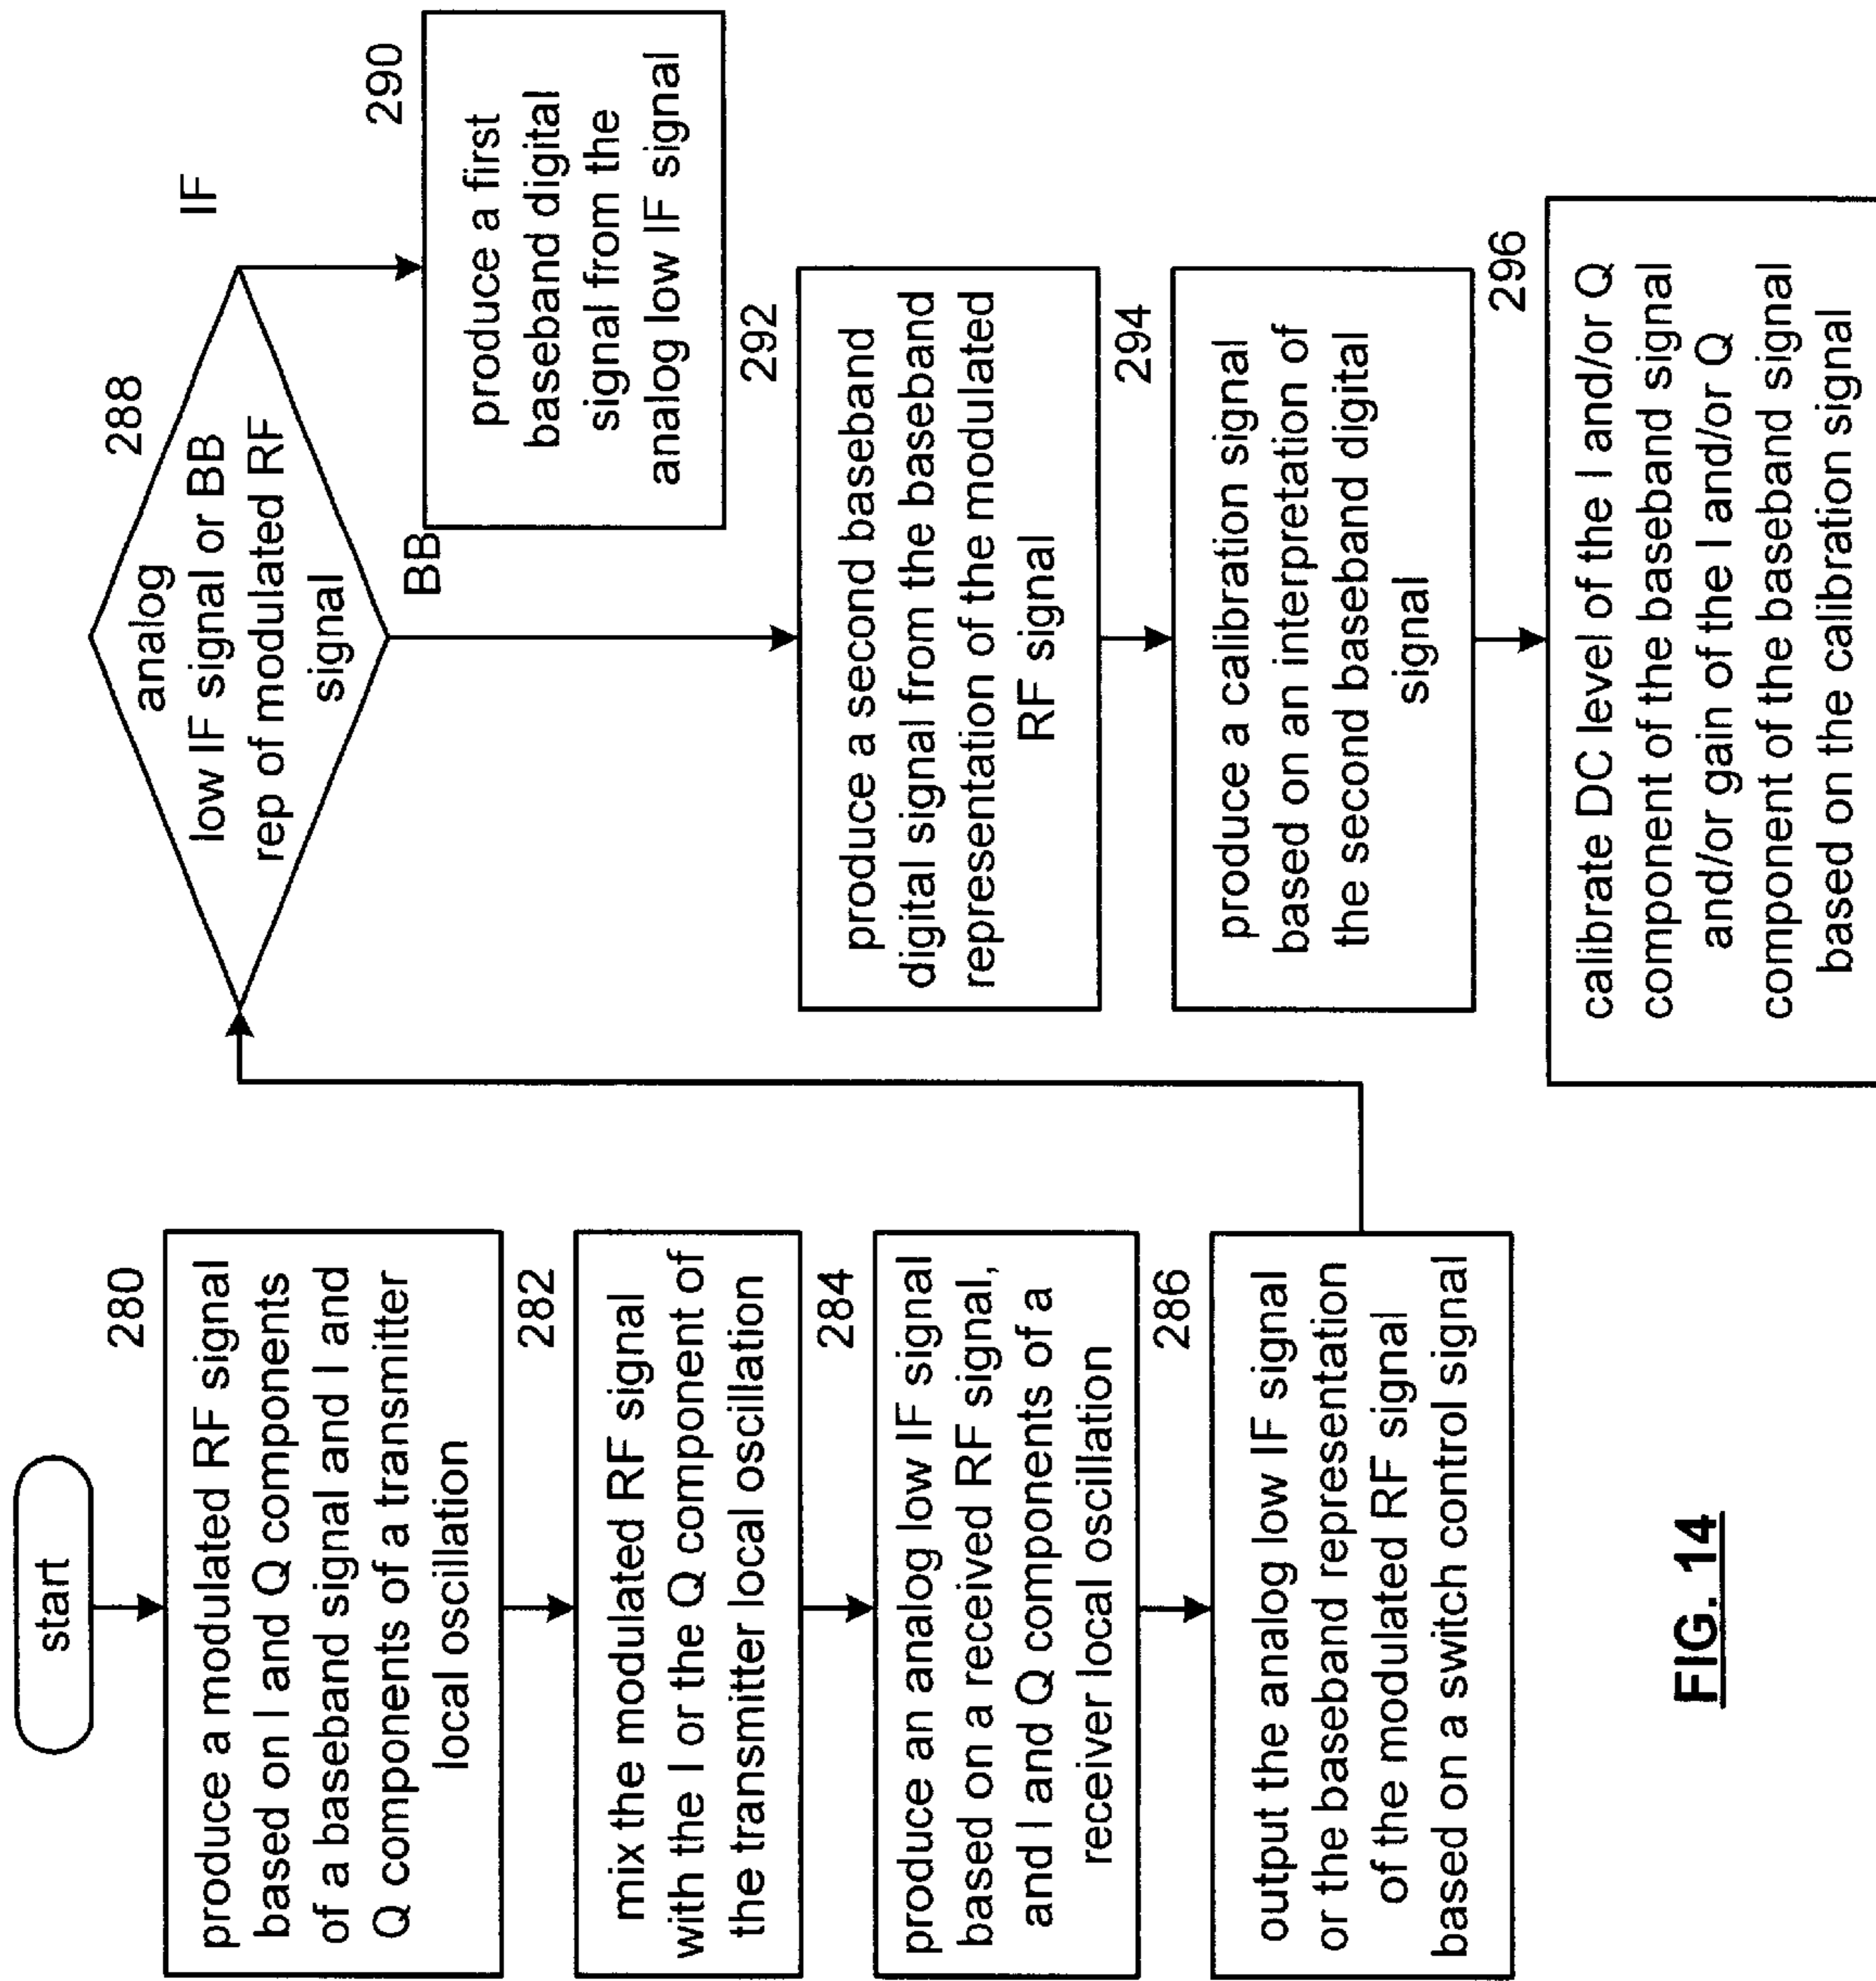 start
280
produce a modulated RF signal
based on I and Q components
of a baseband signal and I and
Q components of a transmitter
local oscillation
282
mix the modulated RF signal
with the I or the Q component of
the transmitter local oscillation
284
produce an analog low IF signal
based on a received RF signal,
and I and Q components of a
receiver local oscillation
286
output the analog low IF signal
or the baseband representation
of the modulated RF signal
based on a switch control signal
288
analog
low IF signal or BB
rep of modulated RF
signal
IF
BB
290
produce a first
baseband digital
signal from the
analog low IF signal
292
produce a second baseband
digital signal from the baseband
representation of the modulated
RF signal
294
produce a calibration signal
based on an interpretation of
the second baseband digital
signal
296
calibrate DC level of the I and/or Q
component of the baseband signal
and/or gain of the I and/or Q
component of the baseband signal
based on the calibration signal
FIG. 14